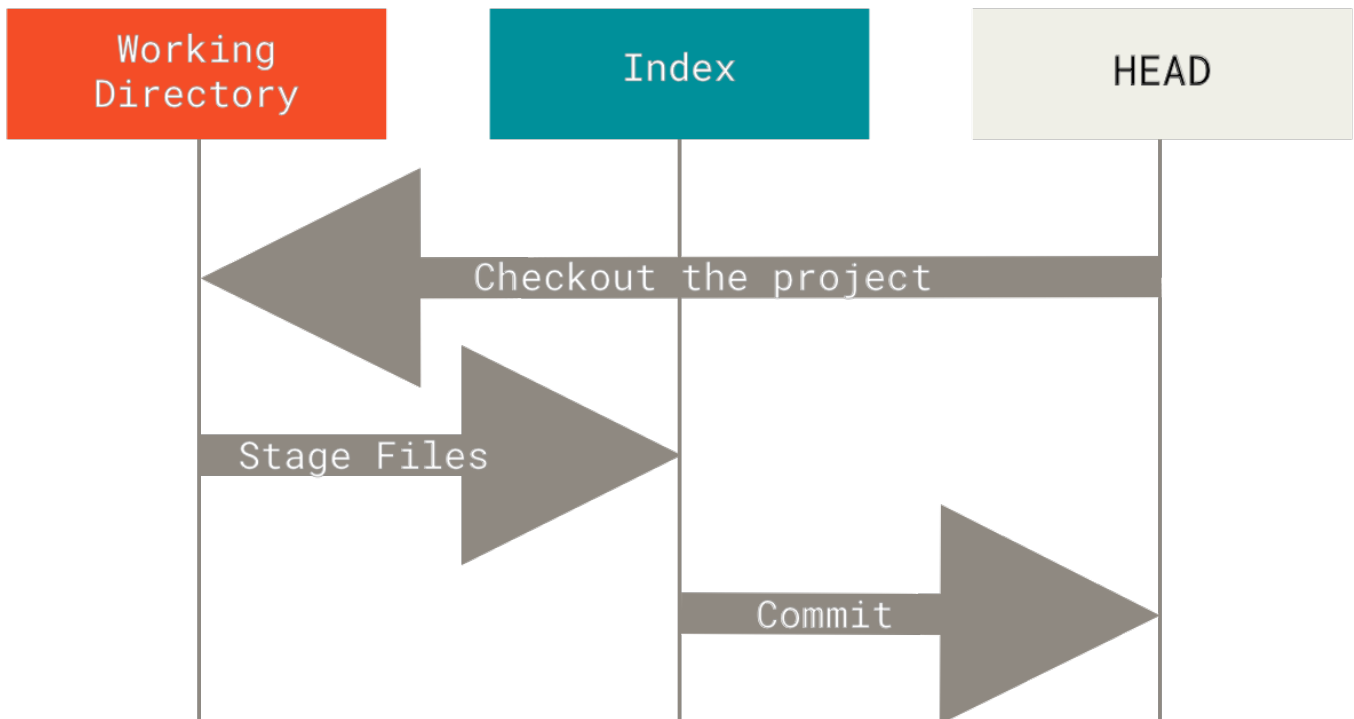 Working
Directory
Index
HEAD
Checkout the project
Stage Files
Commit